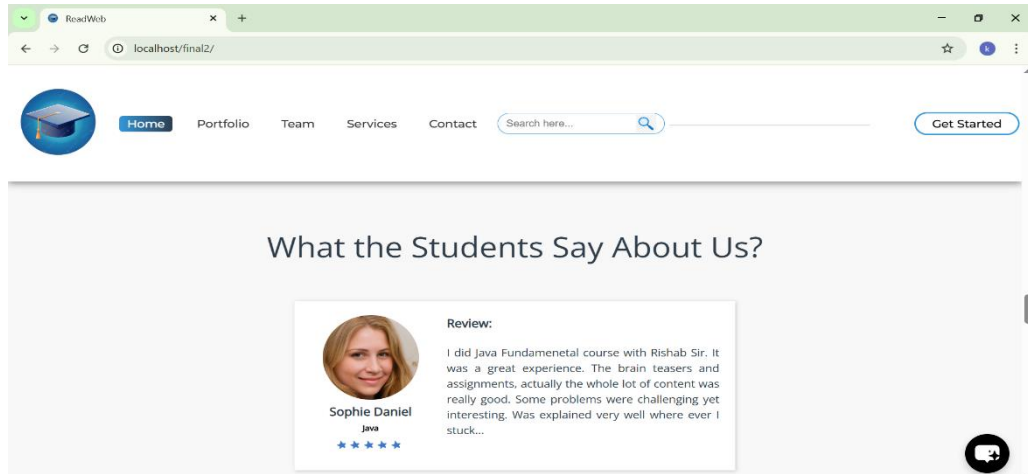 ReadWeb
localhost/final2/
k
Home Portfolio Team Services Contact Search here... Get Started
What the Students Say About Us?
Review:
I did Java Fundamenetal course with Rishab Sir. It
was a great experience. The brain teasers and
assignments, actually the whole lot of content was
really good. Some problems were challenging yet
interesting. Was explained very well where ever I
stuck...
Sophie Daniel
Java